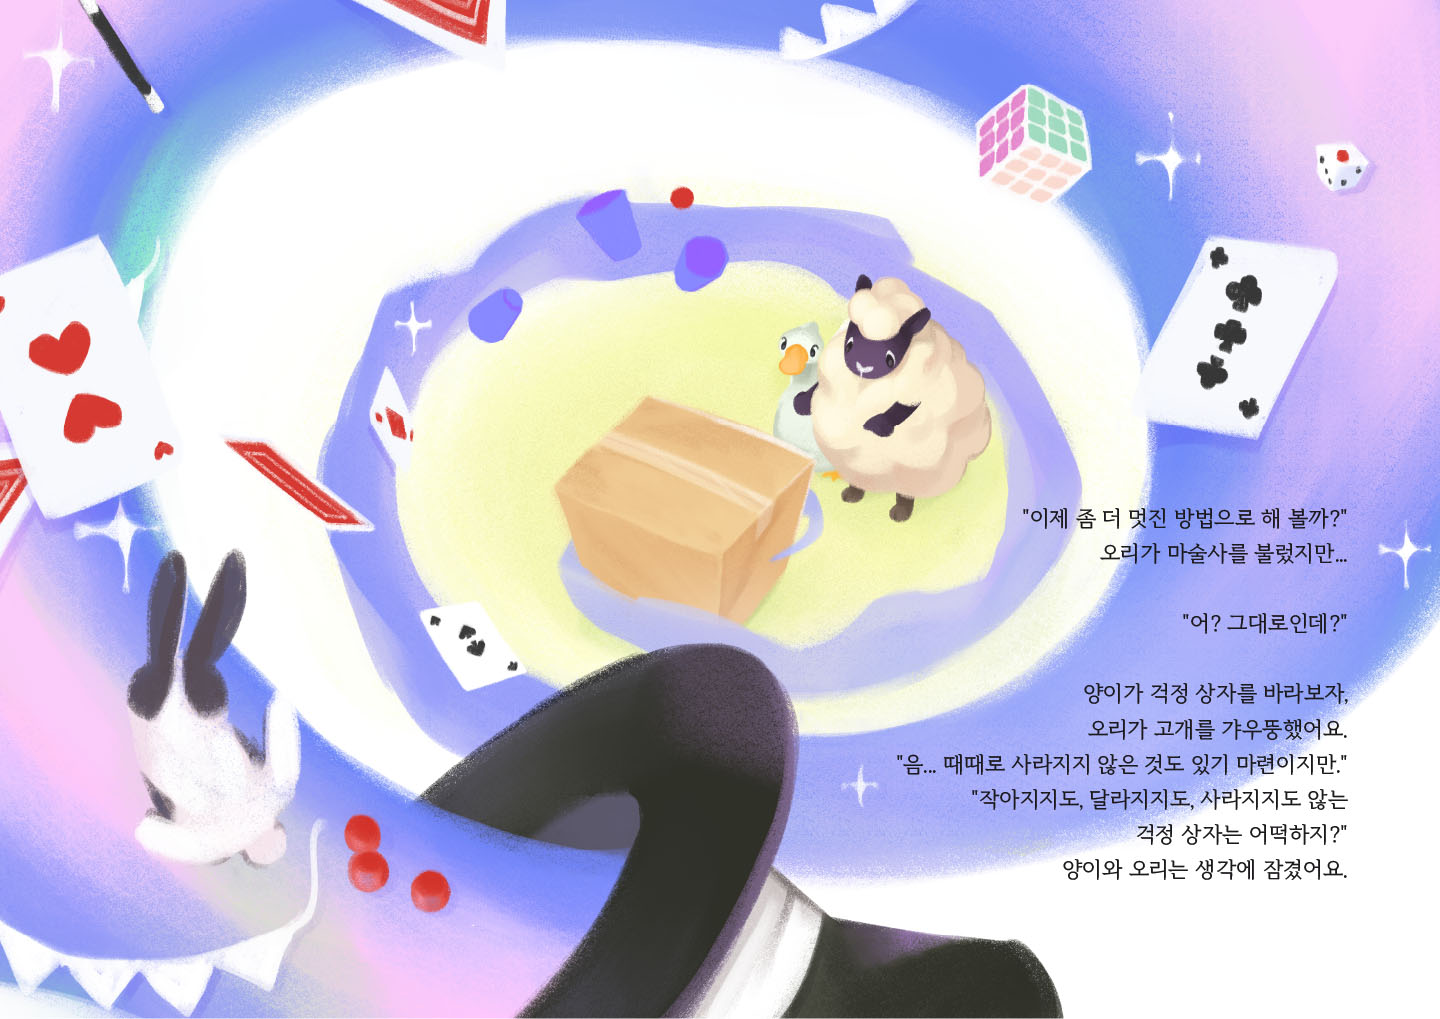 "이제 좀 더 멋진 방법으로 해 볼까?"
오리가 마술사를 불렀지만...
"어? 그대로인데?"
양이가 걱정 상자를 바라보자,
오리가 고개를 갸우뚱했어요.
"음... 때때로 사라지지 않은 것도 있기 마련이지만."
"작아지지도, 달라지지도, 사라지지도 않는
걱정 상자는 어떡하지?"
양이와 오리는 생각에 잠겼어요.